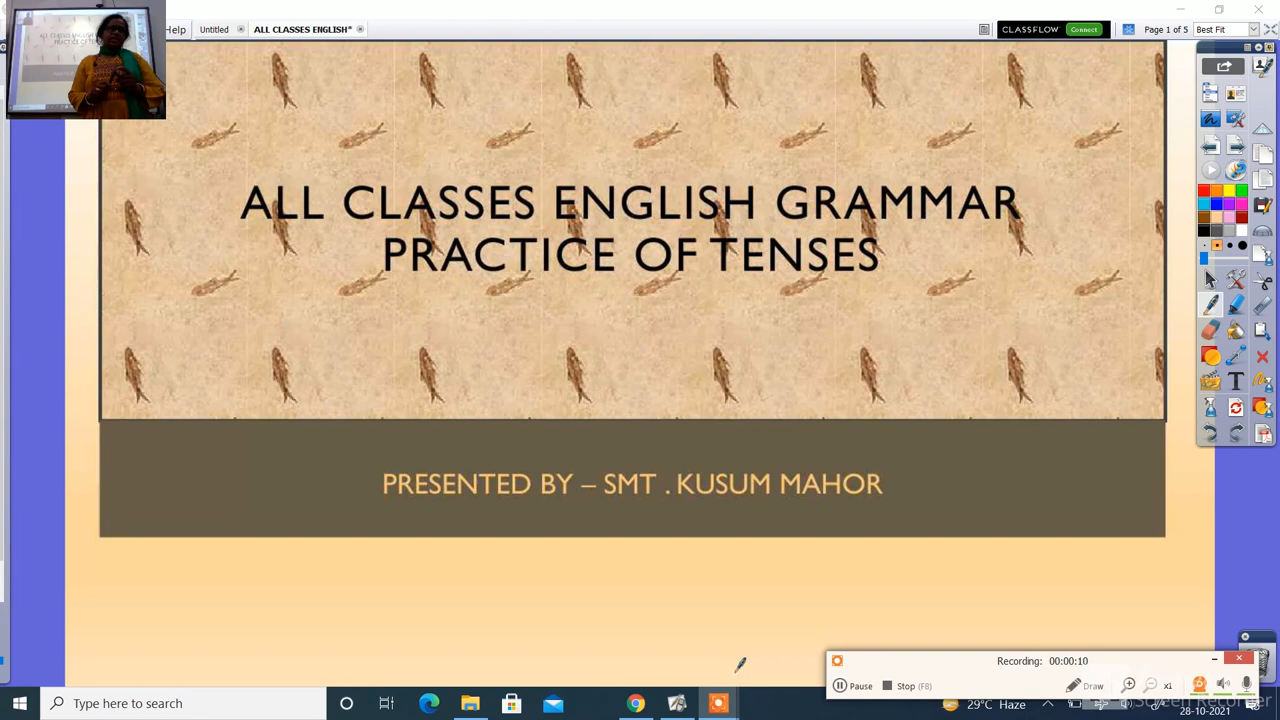 Help
Untitled
ALL CLASSES ENGLISH*
CLASSFLOW
Connect
Page 1 of 5
Best Fit
ALL CLASSES ENGLISH GRAMMAR
PRACTICE OF TENSES
PRESENTED BY – SMT . KUSUM MAHOR
Recording: 00:00:10
Pause
Stop (F8)
Draw
x1
Type here to search
29°C Haze
28-10-2021
Screen Recorder